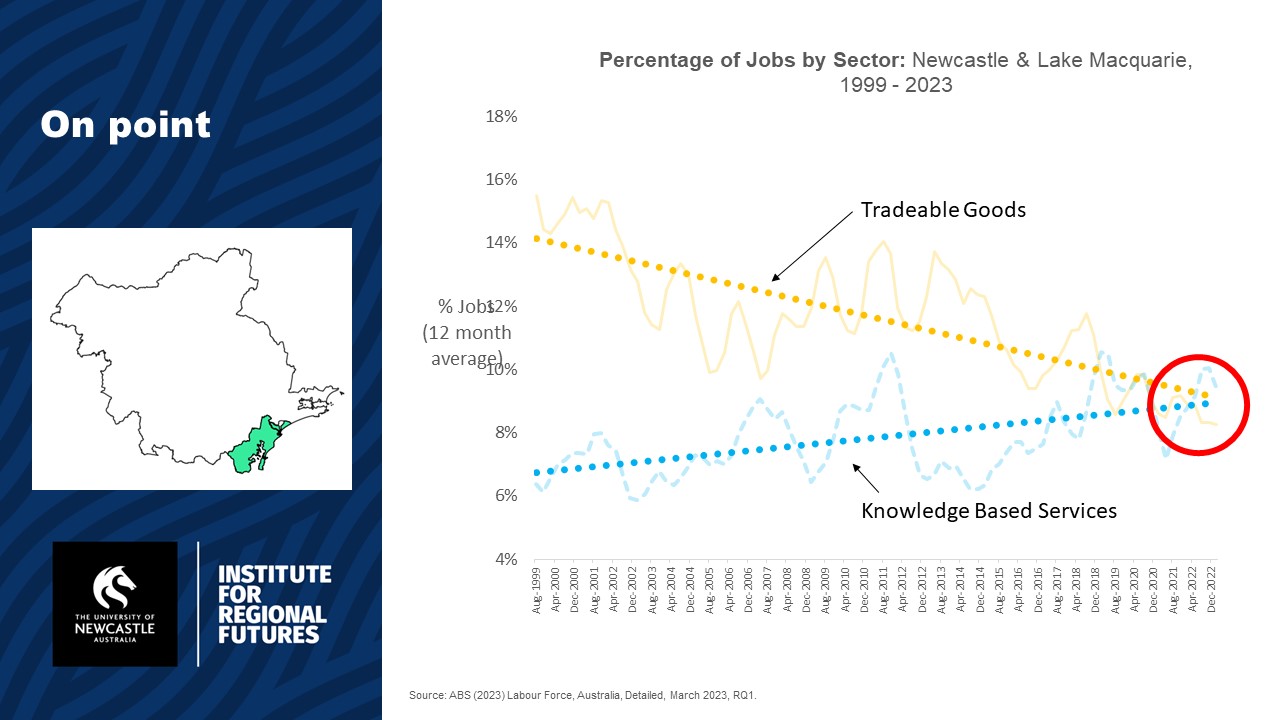 On point
THE UNIVERSITY OF
NEWCASTLE
AUSTRALIA
INSTITUTE
FOR
REGIONAL
FUTURES
Percentage of Jobs by Sector: Newcastle & Lake Macquarie,
1999 - 2023
% Jobs
(12 month
average)
18%
16%
14%
12%
10%
8%
6%
4%
Tradeable Goods
Knowledge Based Services
Aug-1999
Apr-2000
Dec-2000
Aug-2001
Apr-2002
Dec-2002
Aug-2003
Apr-2004
Dec-2004
Aug-2005
Apr-2006
Dec-2006
Aug-2007
Apr-2008
Dec-2008
Aug-2009
Apr-2010
Dec-2010
Aug-2011
Apr-2012
Dec-2012
Aug-2013
Apr-2014
Dec-2014
Aug-2015
Apr-2016
Dec-2016
Aug-2017
Apr-2018
Dec-2018
Aug-2019
Apr-2020
Dec-2020
Aug-2021
Apr-2022
Dec-2022
Source: ABS (2023) Labour Force, Australia, Detailed, March 2023, RQ1.